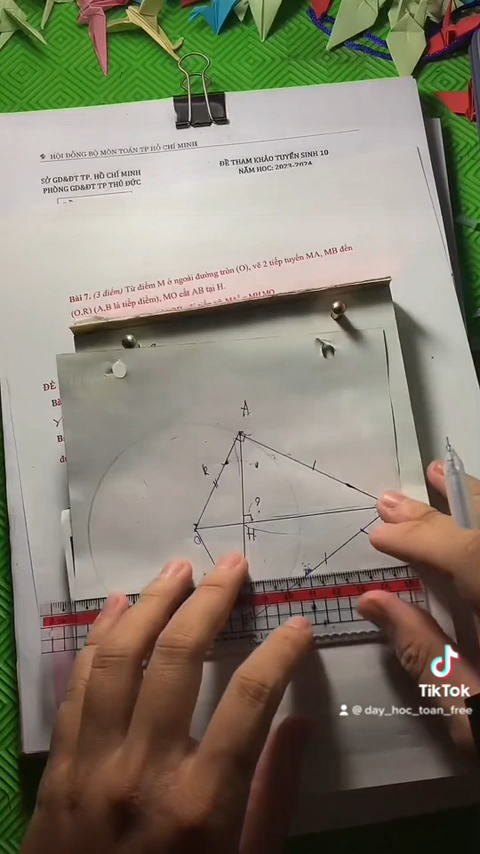 HỘI ĐỒNG BỘ MÔN TOÁN TP HỒ CHÍ MINH
SỞ GD&ĐT TP. HỒ CHÍ MINH
PHÒNG GD&ĐT TP THỦ ĐỨC
ĐỀ THAM KHẢO TUYỂN SINH 10
NĂM HỌC: 2023-2024
Bài 7. (3 điểm) Từ điểm M ở ngoài đường tròn (O), vẽ 2 tiếp tuyến MA, MB đến
(O,R) (A,B là tiếp điểm), MO cắt AB tại H.
ĐỀ
A
R
?
O
H
TikTok
@day_hoc_toan_free